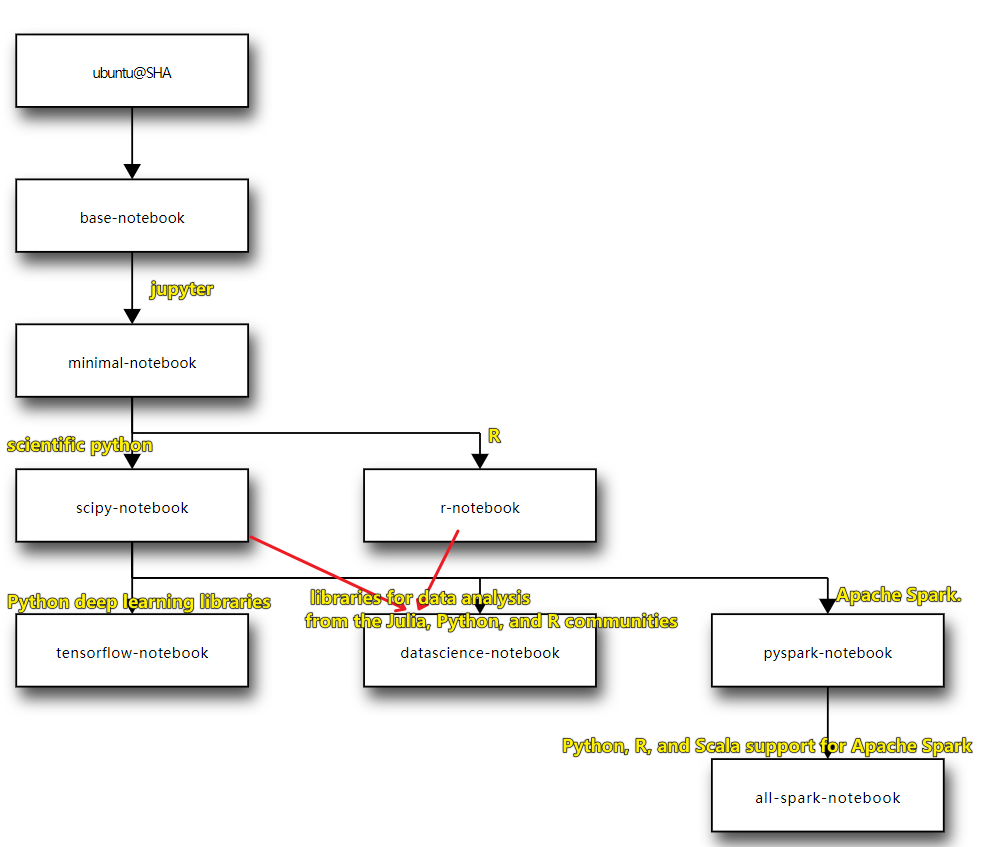 ubuntu@SHA
base-notebook
jupyter
minimal-notebook
scientific python
R
scipy-notebook
r-notebook
Python deep learning libraries
libraries for data analysis
from the Julia, Python, and R communities
Apache Spark.
tensorflow-notebook
datascience-notebook
pyspark-notebook
Python, R, and Scala support for Apache Spark
all-spark-notebook